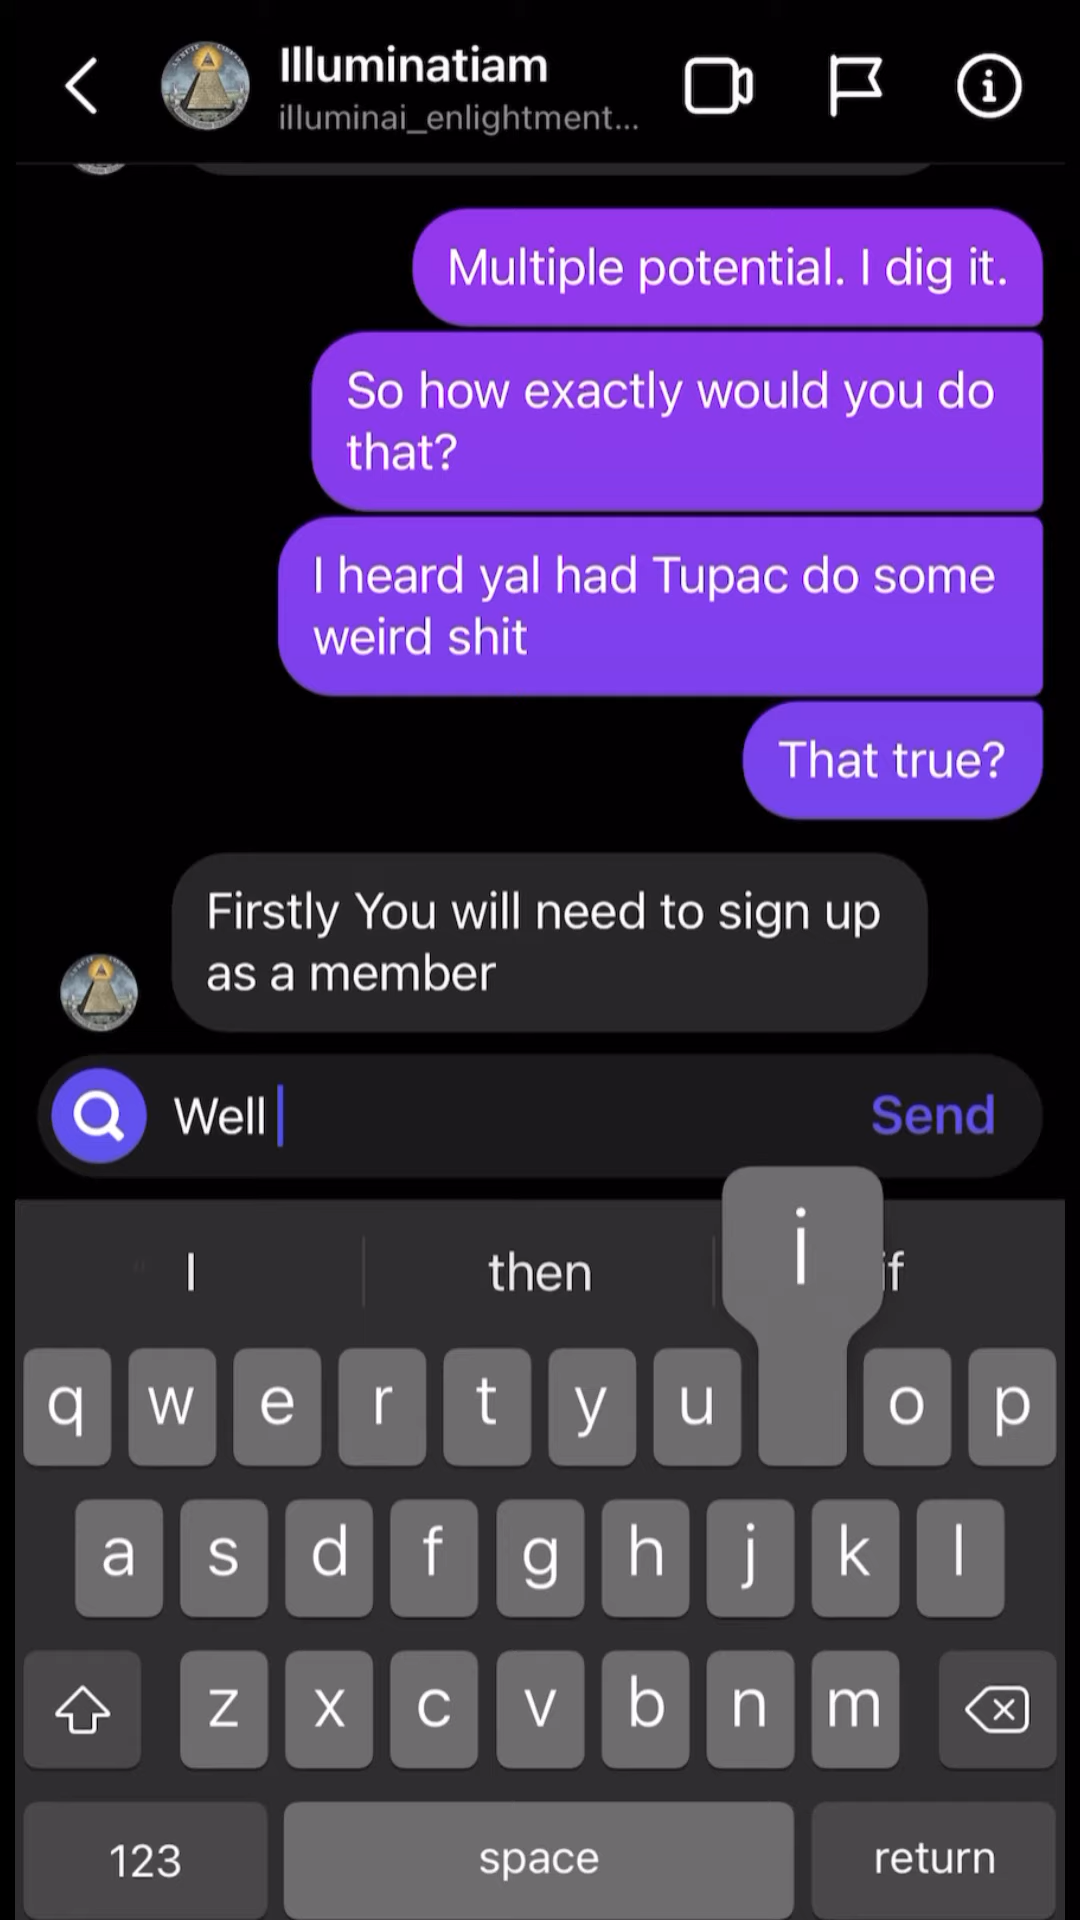 Illuminatiam
illuminai_enlightment...
Multiple potential. I dig it.
So how exactly would you do
that?
I heard yal had Tupac do some
weird shit
That true?
Firstly You will need to sign up
as a member
Well
Send
I
then
if
i
q w e r t y u o p
a s d f g h j k l
z x c v b n m
123
space
return